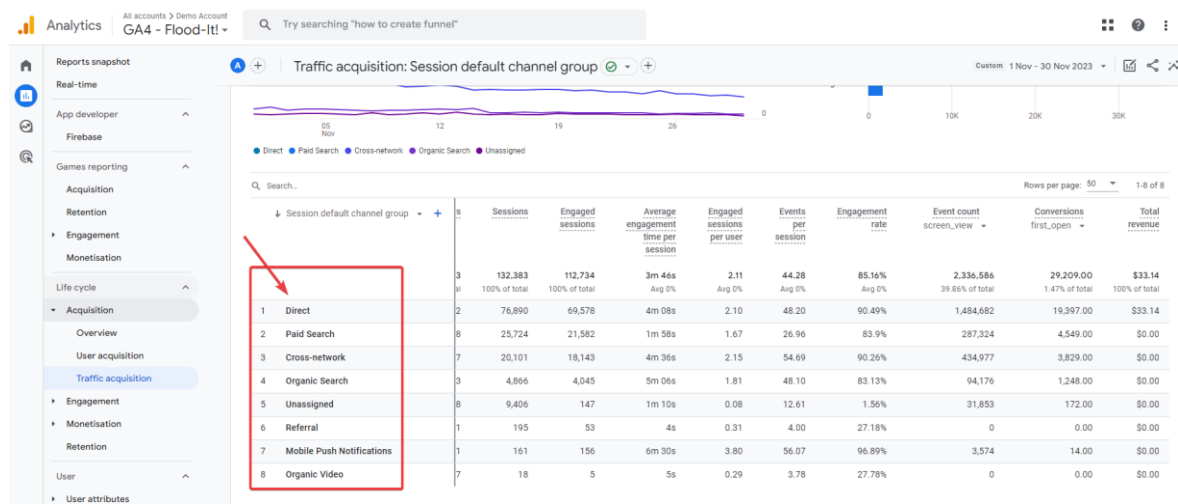 Analytics
All accounts > Demo Account
GA4 - Flood-It!
Try searching "how to create funnel"
Reports snapshot
Real-time
App developer
Firebase
Games reporting
Acquisition
Retention
Engagement
Monetisation
Life cycle
Acquisition
Overview
User acquisition
Traffic acquisition
Engagement
Monetisation
Retention
User
User attributes
A
Traffic acquisition: Session default channel group
Custom 1 Nov - 30 Nov 2023
05 Nov 12 19 26
0
0 10K 20K 30K
Direct Paid Search Cross-network Organic Search Unassigned
Search...
Rows per page: 50 1-8 of 8
Session default channel group
Sessions
Engaged sessions
Average engagement time per session
Engaged sessions per user
Events per session
Engagement rate
Event count
screen_view
Conversions
first_open
Total revenue
3 132,383 112,734 3m 46s 2.11 44.28 85.16% 2,336,586 29,209.00 $33.14
al 100% of total 100% of total Avg 0% Avg 0% Avg 0% Avg 0% 39.86% of total 1.47% of total 100% of total
1 Direct 2 76,890 69,578 4m 08s 2.10 48.20 90.49% 1,484,682 19,397.00 $33.14
2 Paid Search 8 25,724 21,582 1m 58s 1.67 26.96 83.9% 287,324 4,549.00 $0.00
3 Cross-network 7 20,101 18,143 4m 36s 2.15 54.69 90.26% 434,977 3,829.00 $0.00
4 Organic Search 3 4,866 4,045 5m 06s 1.81 48.10 83.13% 94,176 1,248.00 $0.00
5 Unassigned 8 9,406 147 1m 10s 0.08 12.61 1.56% 31,853 172.00 $0.00
6 Referral 1 195 53 4s 0.31 4.00 27.18% 0 0.00 $0.00
7 Mobile Push Notifications 1 161 156 6m 30s 3.80 56.07 96.89% 3,574 14.00 $0.00
8 Organic Video 7 18 5 5s 0.29 3.78 27.78% 0 0.00 $0.00